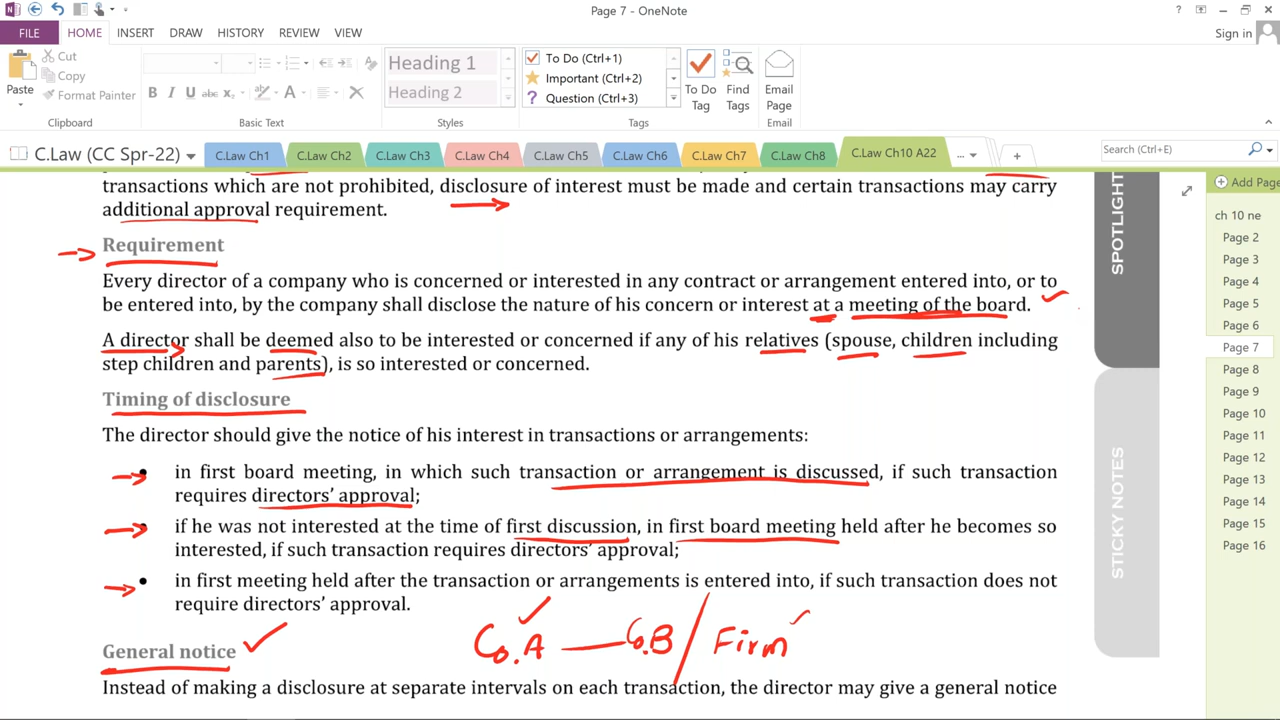 Page 7 - OneNote
FILE HOME INSERT DRAW HISTORY REVIEW VIEW
Sign in
Paste
Cut
Copy
Format Painter
Clipboard
B I U abc x₂ A
Basic Text
Heading 1
Heading 2
Styles
To Do (Ctrl+1)
Important (Ctrl+2)
Question (Ctrl+3)
To Do Tag
Find Tags
Tags
Email Page
Email
C.Law (CC Spr-22)
C.Law Ch1 C.Law Ch2 C.Law Ch3 C.Law Ch4 C.Law Ch5 C.Law Ch6 C.Law Ch7 C.Law Ch8 C.Law Ch10 A22 ...
Search (Ctrl+E)
transactions which are not prohibited, disclosure of interest must be made and certain transactions may carry
additional approval requirement.
Requirement
Every director of a company who is concerned or interested in any contract or arrangement entered into, or to
be entered into, by the company shall disclose the nature of his concern or interest at a meeting of the board.
A director shall be deemed also to be interested or concerned if any of his relatives (spouse, children including
step children and parents), is so interested or concerned.
Timing of disclosure
The director should give the notice of his interest in transactions or arrangements:
• in first board meeting, in which such transaction or arrangement is discussed, if such transaction
requires directors' approval;
• if he was not interested at the time of first discussion, in first board meeting held after he becomes so
interested, if such transaction requires directors' approval;
• in first meeting held after the transaction or arrangements is entered into, if such transaction does not
require directors' approval.
Co.A — Co.B / Firm
General notice
Instead of making a disclosure at separate intervals on each transaction, the director may give a general notice
SPOTLIGHT
STICKY NOTES
Add Page
ch 10 ne
Page 2
Page 3
Page 4
Page 5
Page 6
Page 7
Page 8
Page 9
Page 10
Page 11
Page 12
Page 13
Page 14
Page 15
Page 16